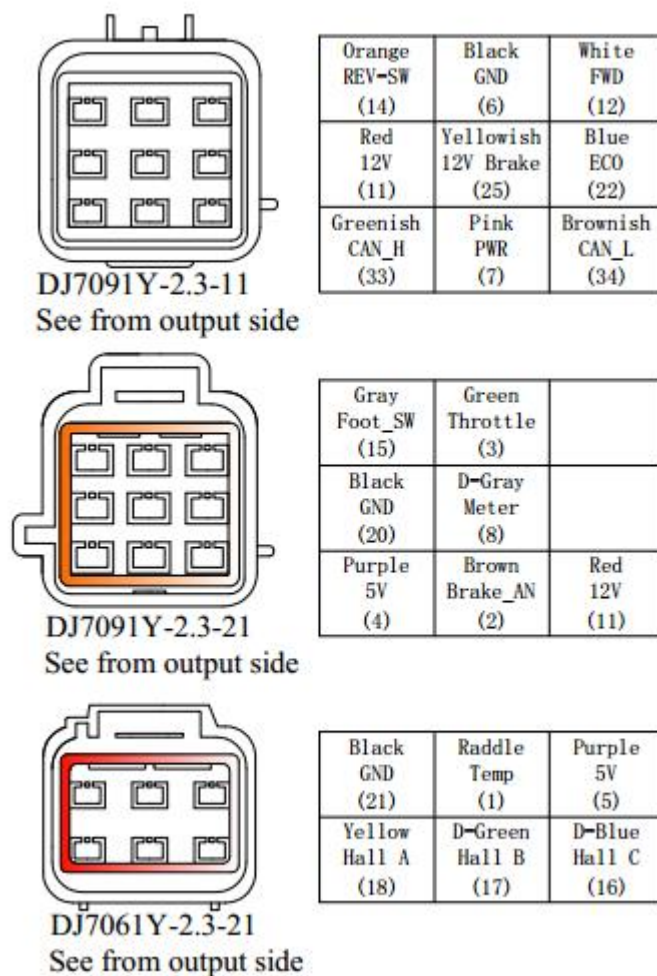 Orange Black White
REV-SW GND FWD
(14) (6) (12)
Red Yellowish Blue
12V 12V Brake ECO
(11) (25) (22)
Greenish Pink Brownish
CAN_H PWR CAN_L
(33) (7) (34)
DJ7091Y-2.3-11
See from output side
Gray Green
Foot_SW Throttle
(15) (3)
Black D-Gray
GND Meter
(20) (8)
Purple Brown Red
5V Brake_AN 12V
(4) (2) (11)
DJ7091Y-2.3-21
See from output side
Black Raddle Purple
GND Temp 5V
(21) (1) (5)
Yellow D-Green D-Blue
Hall A Hall B Hall C
(18) (17) (16)
DJ7061Y-2.3-21
See from output side